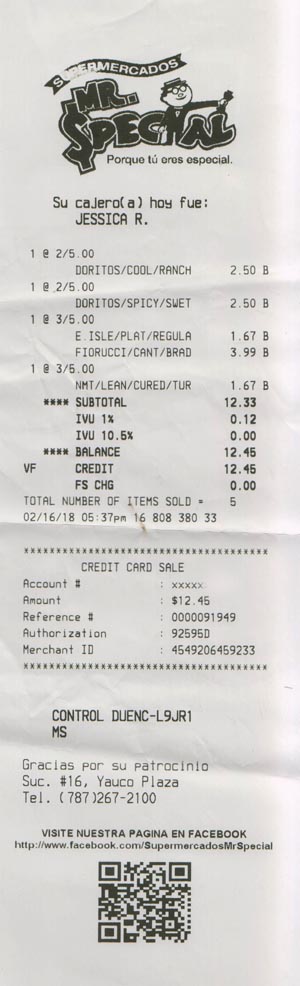 SUPERMERCADOS
MR.
$PECIAL
Porque tú eres especial.
Su cajero(a) hoy fue:
JESSICA R.
1 @ 2/5.00
DORITOS/COOL/RANCH 2.50 B
1 @ 2/5.00
DORITOS/SPICY/SWET 2.50 B
1 @ 3/5.00
E.ISLE/PLAT/REGULA 1.67 B
FIORUCCI/CANT/BRAD 3.99 B
1 @ 3/5.00
NMT/LEAN/CURED/TUR 1.67 B
**** SUBTOTAL 12.33
IVU 1% 0.12
IVU 10.5% 0.00
**** BALANCE 12.45
VF CREDIT 12.45
FS CHG 0.00
TOTAL NUMBER OF ITEMS SOLD = 5
02/16/18 05:37pm 16 808 380 33
***************************************
CREDIT CARD SALE
Account # : xxxxx
Amount : $12.45
Reference # : 0000091949
Authorization : 92595D
Merchant ID : 4549206459233
***************************************
CONTROL DUENC-L9JR1
MS
Gracias por su patrocinio
Suc. #16, Yauco Plaza
Tel. (787)267-2100
VISITE NUESTRA PAGINA EN FACEBOOK
http://www.facebook.com/SupermercadosMrSpecial